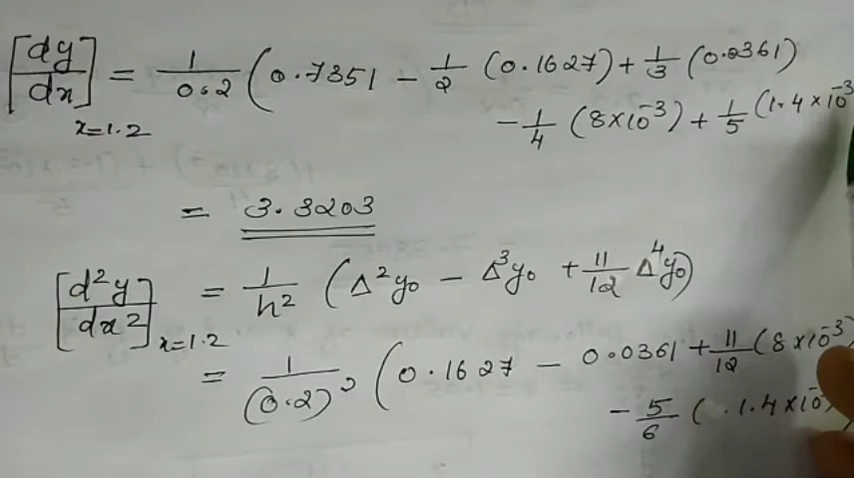 [dy/dx]x=1.2 = 1/0.2 (0.7351 - 1/2 (0.1627) + 1/3 (0.0361)
- 1/4 (8×10⁻³) + 1/5 (1.4×10⁻³
= 3.3203
[d²y/dx²]x=1.2 = 1/h² (Δ²y₀ - Δ³y₀ + 11/12 Δ⁴y₀)
= 1/(0.2)² (0.1627 - 0.0361 + 11/12 (8×10⁻³)
- 5/6 (1.4×10⁻